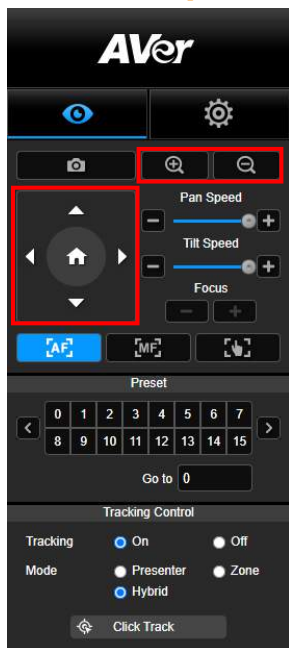 AVer
Pan Speed
Tilt Speed
Focus
AF MF
Preset
0 1 2 3 4 5 6 7
8 9 10 11 12 13 14 15
Go to 0
Tracking Control
Tracking On Off
Mode Presenter Zone
Hybrid
Click Track